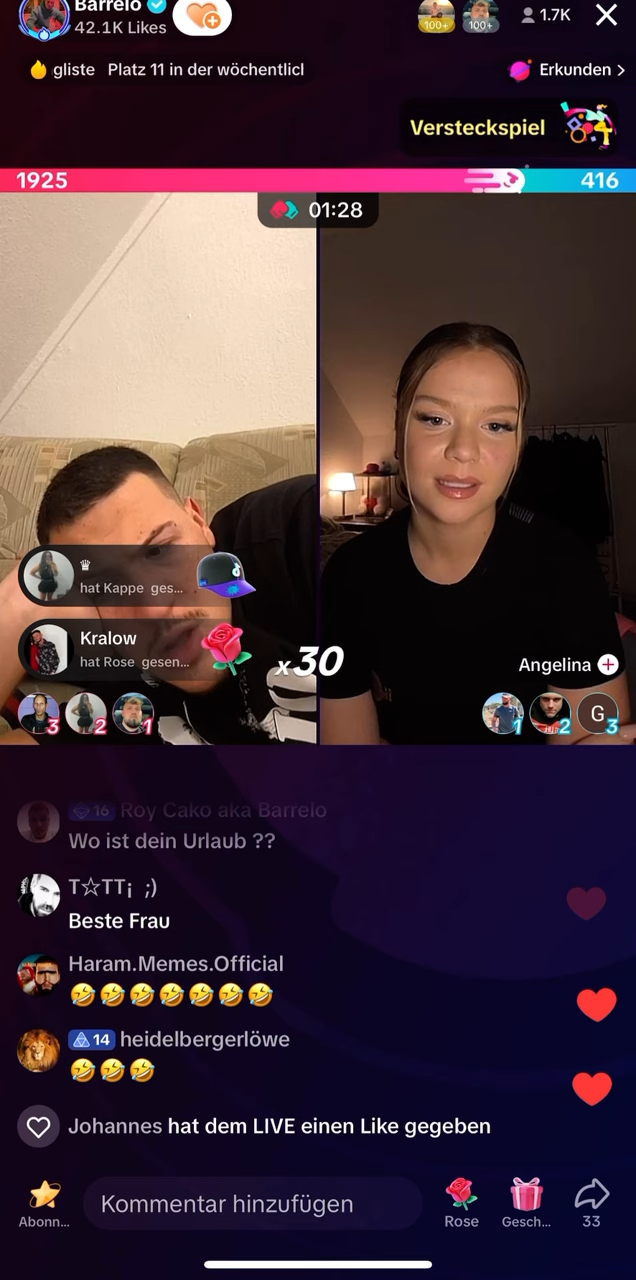 Barrelo
42.1K Likes
100+
100+
1.7K
gliste Platz 11 in der wöchentlicl
Erkunden >
Versteckspiel
1925
416
01:28
hat Kappe ges...
Kralow
hat Rose gesen...
x30
Angelina +
3
2
1
1
2
G
3
16 Roy Cako aka Barrelo
Wo ist dein Urlaub ??
T☆TT¡ ;)
Beste Frau
Haram.Memes.Official
🤣🤣🤣🤣🤣🤣🤣
14 heidelbergerlöwe
🤣🤣🤣
Johannes hat dem LIVE einen Like gegeben
Abonn...
Kommentar hinzufügen
Rose
Gesch...
33